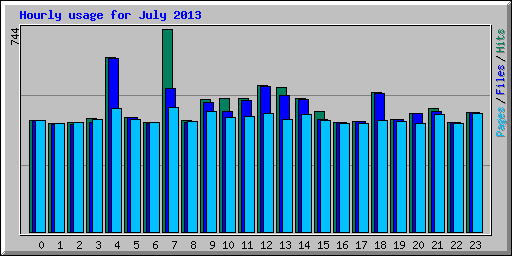 Hourly usage for July 2013
744
Pages/Files/Hits
0 1 2 3 4 5 6 7 8 9 10 11 12 13 14 15 16 17 18 19 20 21 22 23